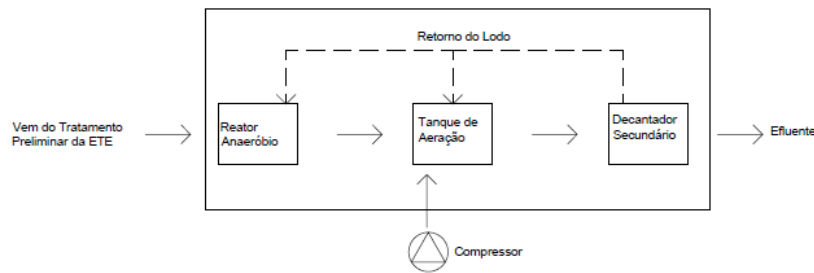 Retorno do Lodo
Vem do Tratamento
Preliminar da ETE
Reator
Anaeróbio
Tanque de
Aeração
Decantador
Secundário
Efluente
Compressor